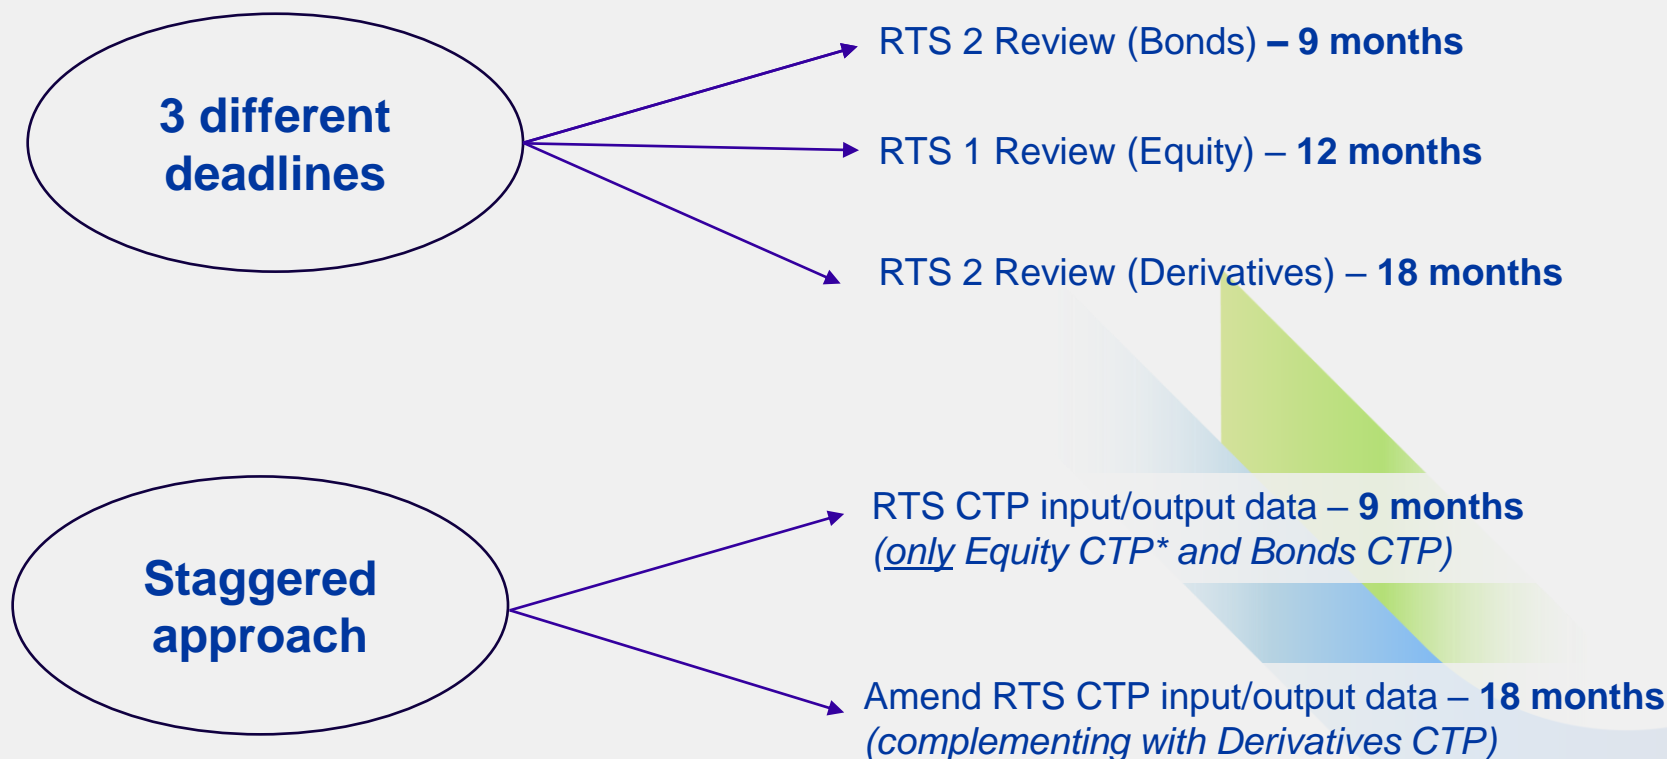 3 different
deadlines
RTS 2 Review (Bonds) – 9 months
RTS 1 Review (Equity) – 12 months
RTS 2 Review (Derivatives) – 18 months
Staggered
approach
RTS CTP input/output data – 9 months
(only Equity CTP* and Bonds CTP)
Amend RTS CTP input/output data – 18 months
(complementing with Derivatives CTP)